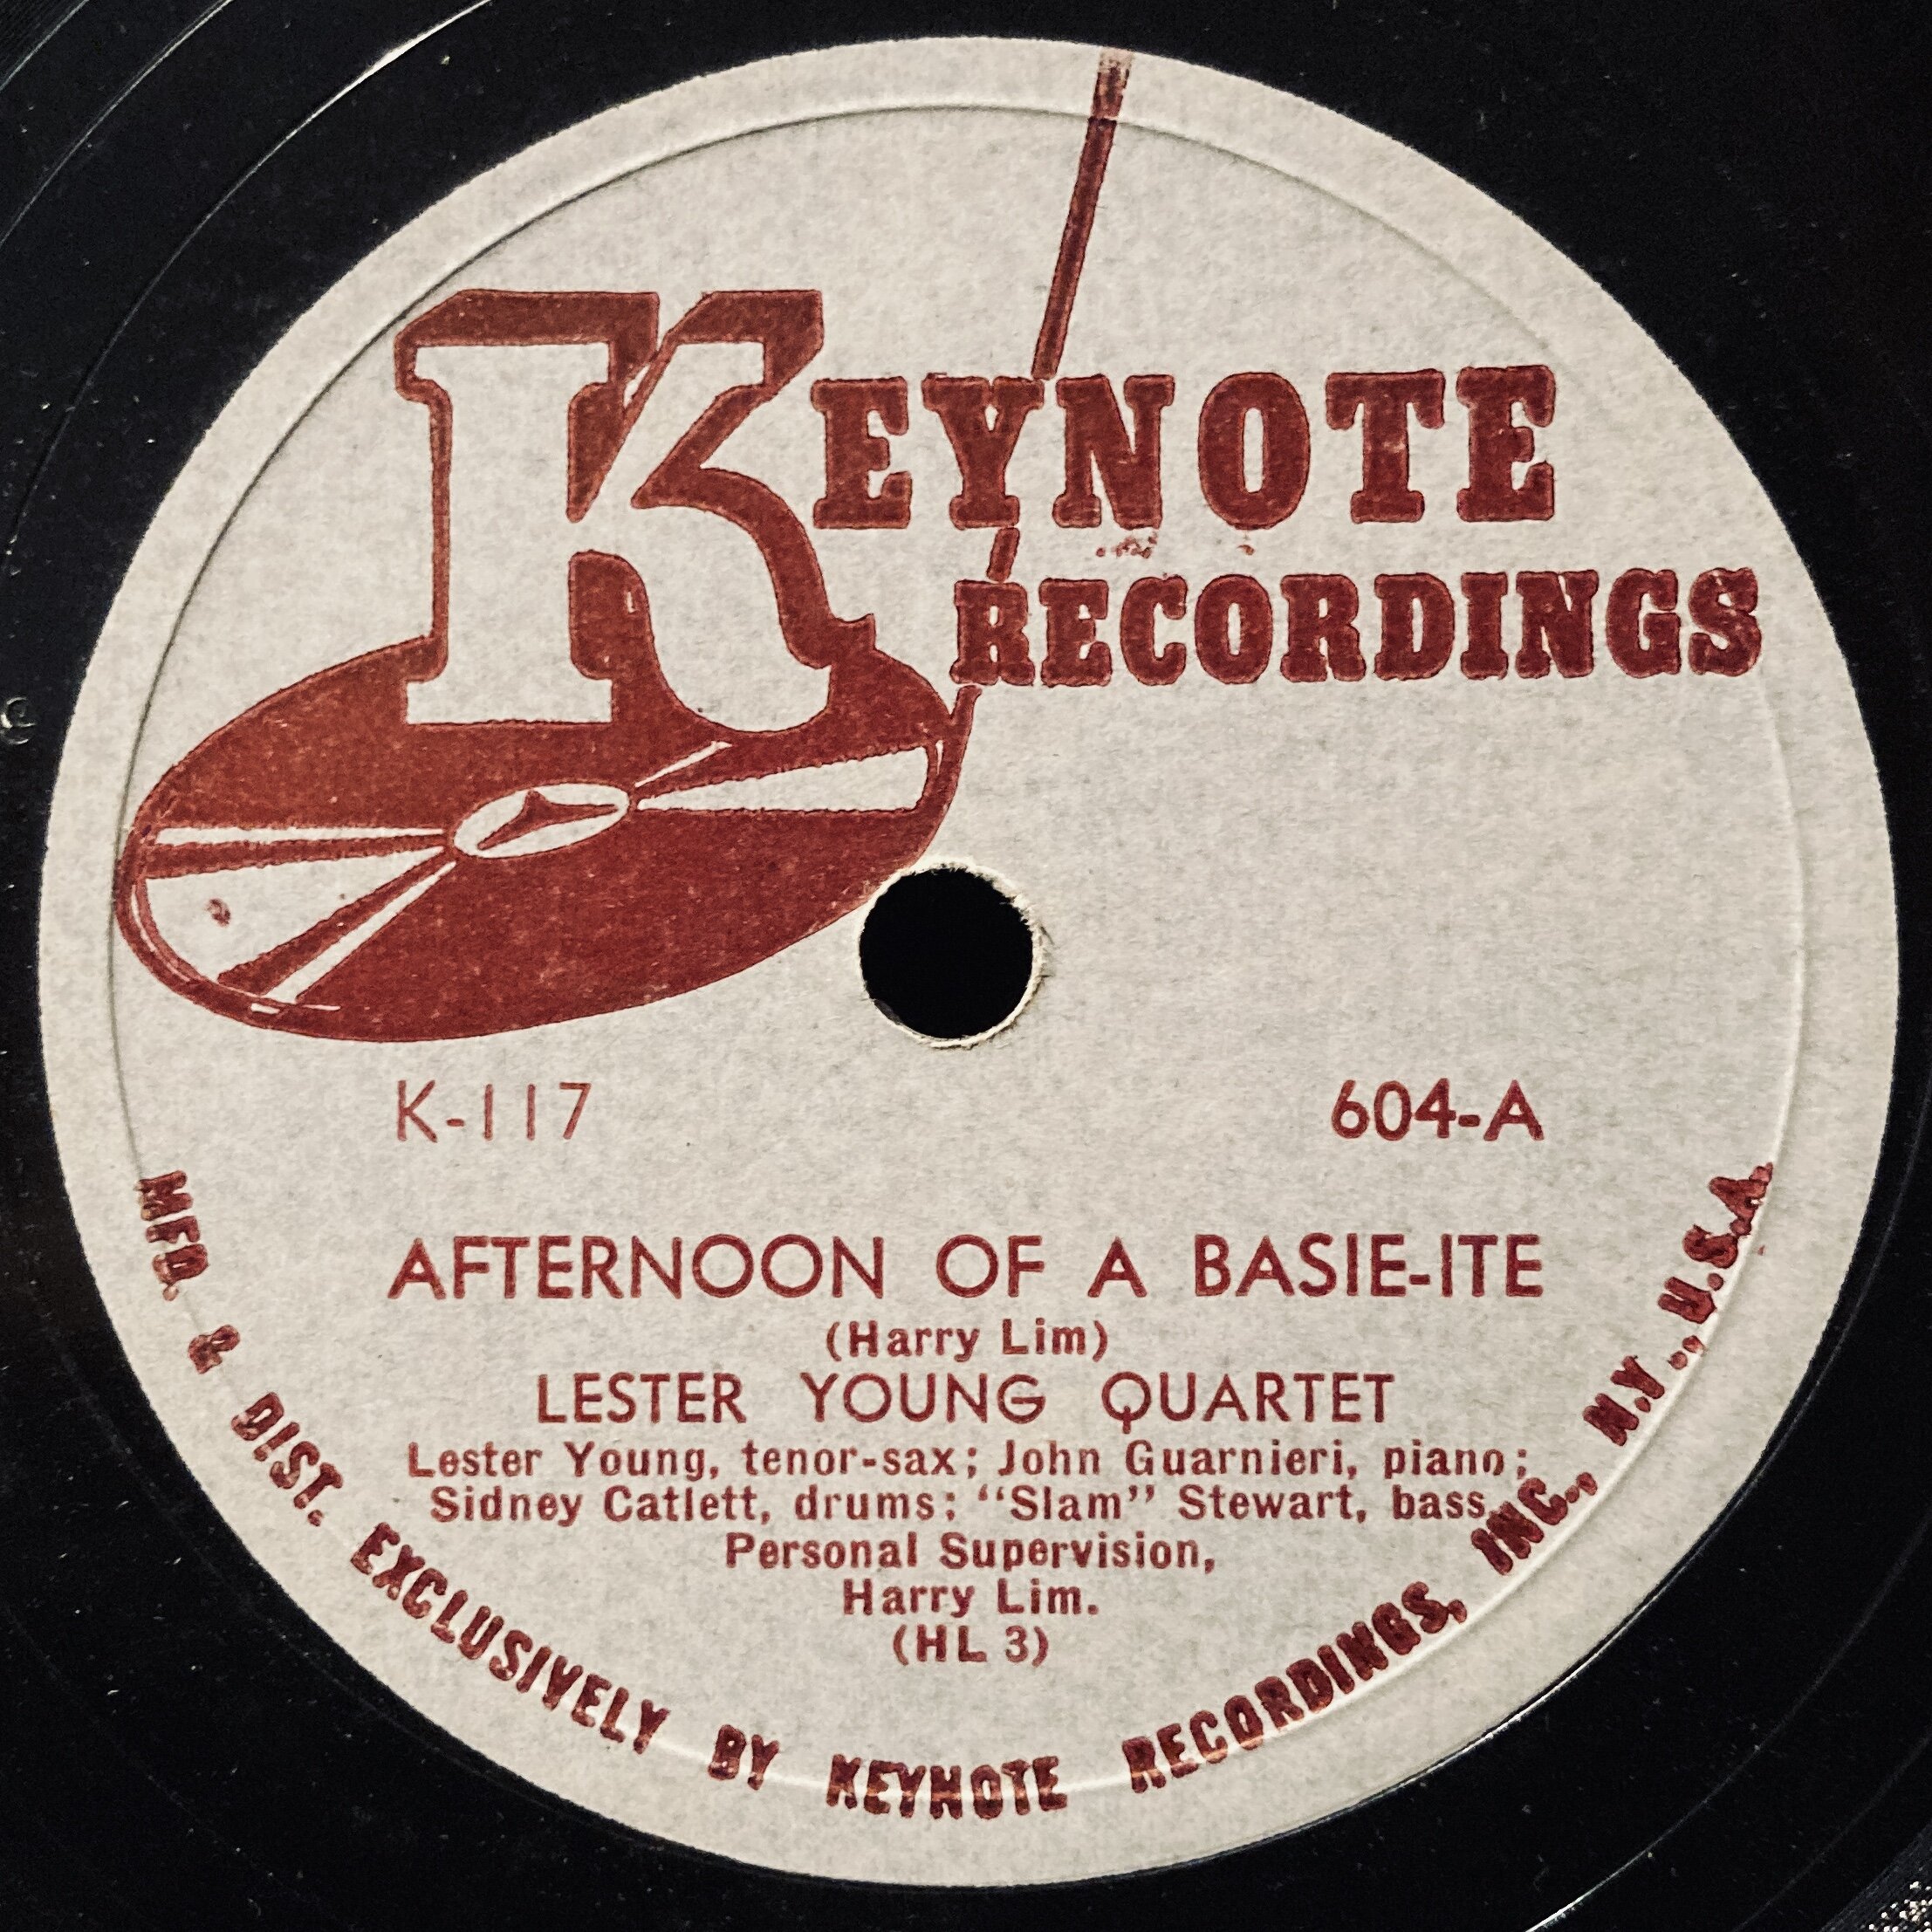 KEYNOTE
RECORDINGS
K-117 604-A
AFTERNOON OF A BASIE-ITE
(Harry Lim)
LESTER YOUNG QUARTET
Lester Young, tenor-sax; John Guarnieri, piano;
Sidney Catlett, drums; “Slam” Stewart, bass.
Personal Supervision,
Harry Lim.
(HL 3)
MFD. & DIST. EXCLUSIVELY BY KEYNOTE RECORDINGS, INC., N.Y., U.S.A.